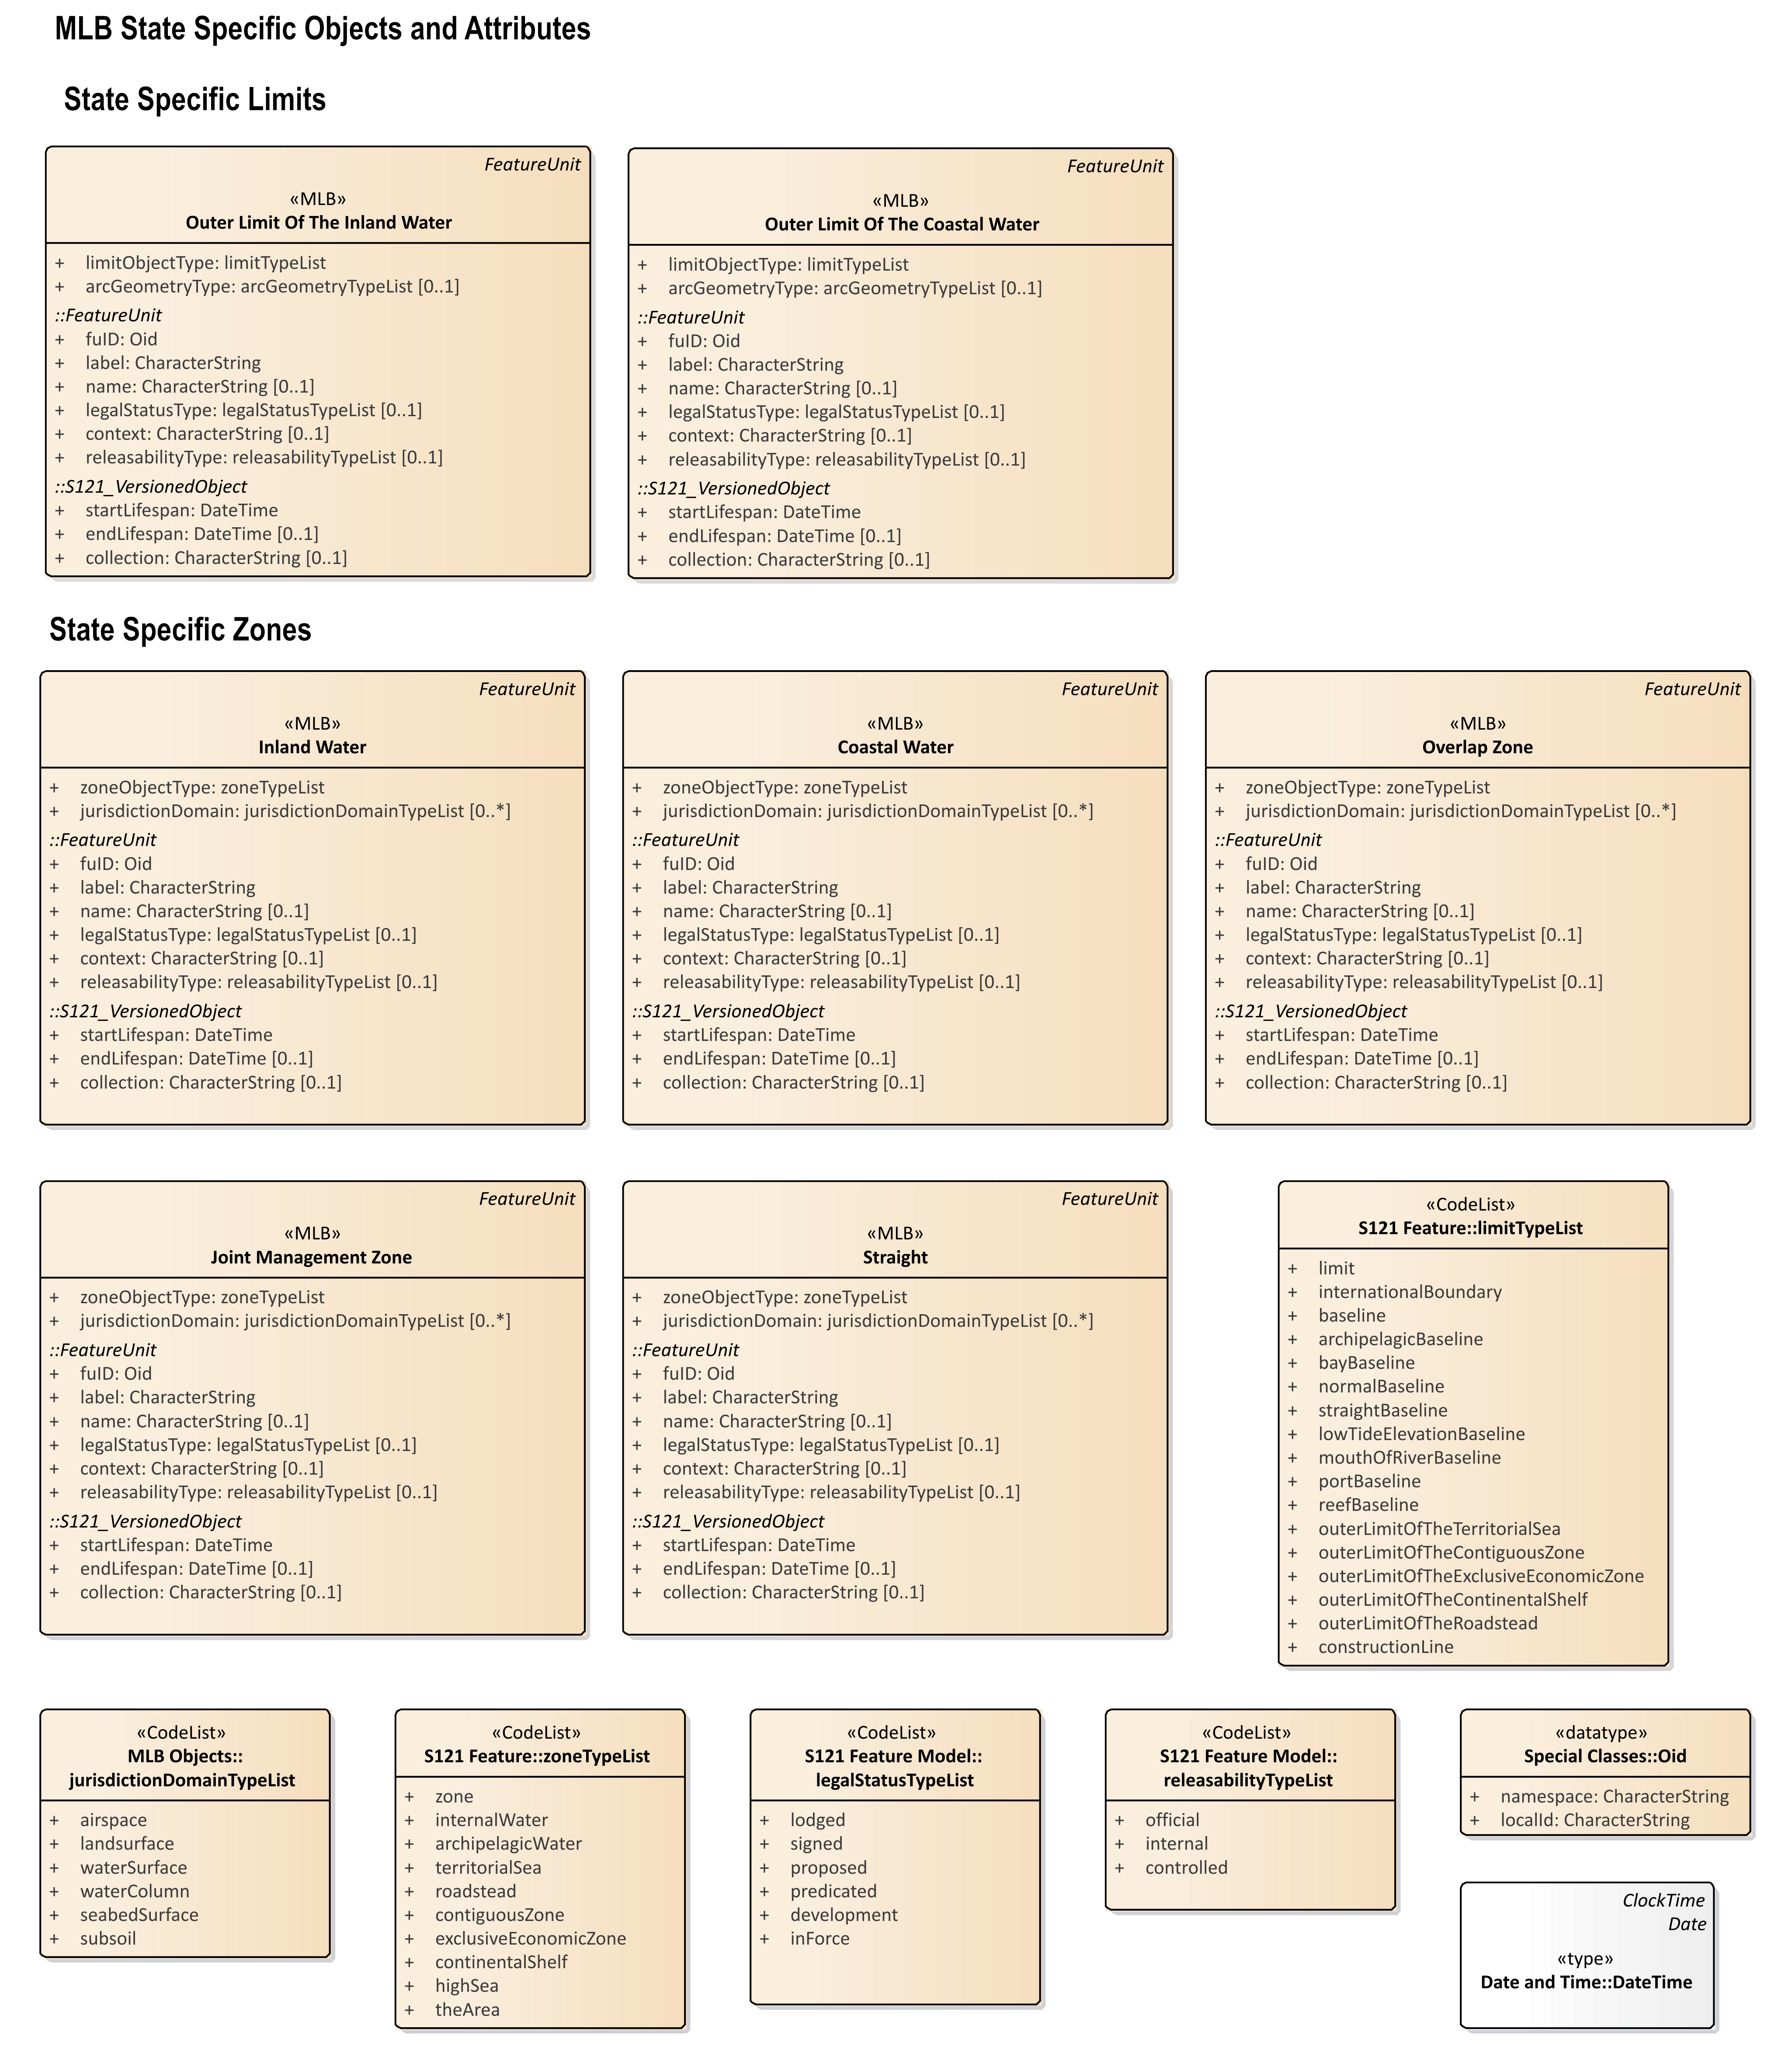 MLB State Specific Objects and Attributes
State Specific Limits
FeatureUnit
«MLB»
Outer Limit Of The Inland Water
+ limitObjectType: limitTypeList
+ arcGeometryType: arcGeometryTypeList [0..1]
::FeatureUnit
+ fuID: Oid
+ label: CharacterString
+ name: CharacterString [0..1]
+ legalStatusType: legalStatusTypeList [0..1]
+ context: CharacterString [0..1]
+ releasabilityType: releasabilityTypeList [0..1]
::S121_VersionedObject
+ startLifespan: DateTime
+ endLifespan: DateTime [0..1]
+ collection: CharacterString [0..1]
FeatureUnit
«MLB»
Outer Limit Of The Coastal Water
+ limitObjectType: limitTypeList
+ arcGeometryType: arcGeometryTypeList [0..1]
::FeatureUnit
+ fuID: Oid
+ label: CharacterString
+ name: CharacterString [0..1]
+ legalStatusType: legalStatusTypeList [0..1]
+ context: CharacterString [0..1]
+ releasabilityType: releasabilityTypeList [0..1]
::S121_VersionedObject
+ startLifespan: DateTime
+ endLifespan: DateTime [0..1]
+ collection: CharacterString [0..1]
State Specific Zones
FeatureUnit
«MLB»
Inland Water
+ zoneObjectType: zoneTypeList
+ jurisdictionDomain: jurisdictionDomainTypeList [0..*]
::FeatureUnit
+ fuID: Oid
+ label: CharacterString
+ name: CharacterString [0..1]
+ legalStatusType: legalStatusTypeList [0..1]
+ context: CharacterString [0..1]
+ releasabilityType: releasabilityTypeList [0..1]
::S121_VersionedObject
+ startLifespan: DateTime
+ endLifespan: DateTime [0..1]
+ collection: CharacterString [0..1]
FeatureUnit
«MLB»
Coastal Water
+ zoneObjectType: zoneTypeList
+ jurisdictionDomain: jurisdictionDomainTypeList [0..*]
::FeatureUnit
+ fuID: Oid
+ label: CharacterString
+ name: CharacterString [0..1]
+ legalStatusType: legalStatusTypeList [0..1]
+ context: CharacterString [0..1]
+ releasabilityType: releasabilityTypeList [0..1]
::S121_VersionedObject
+ startLifespan: DateTime
+ endLifespan: DateTime [0..1]
+ collection: CharacterString [0..1]
FeatureUnit
«MLB»
Overlap Zone
+ zoneObjectType: zoneTypeList
+ jurisdictionDomain: jurisdictionDomainTypeList [0..*]
::FeatureUnit
+ fuID: Oid
+ label: CharacterString
+ name: CharacterString [0..1]
+ legalStatusType: legalStatusTypeList [0..1]
+ context: CharacterString [0..1]
+ releasabilityType: releasabilityTypeList [0..1]
::S121_VersionedObject
+ startLifespan: DateTime
+ endLifespan: DateTime [0..1]
+ collection: CharacterString [0..1]
FeatureUnit
«MLB»
Joint Management Zone
+ zoneObjectType: zoneTypeList
+ jurisdictionDomain: jurisdictionDomainTypeList [0..*]
::FeatureUnit
+ fuID: Oid
+ label: CharacterString
+ name: CharacterString [0..1]
+ legalStatusType: legalStatusTypeList [0..1]
+ context: CharacterString [0..1]
+ releasabilityType: releasabilityTypeList [0..1]
::S121_VersionedObject
+ startLifespan: DateTime
+ endLifespan: DateTime [0..1]
+ collection: CharacterString [0..1]
FeatureUnit
«MLB»
Straight
+ zoneObjectType: zoneTypeList
+ jurisdictionDomain: jurisdictionDomainTypeList [0..*]
::FeatureUnit
+ fuID: Oid
+ label: CharacterString
+ name: CharacterString [0..1]
+ legalStatusType: legalStatusTypeList [0..1]
+ context: CharacterString [0..1]
+ releasabilityType: releasabilityTypeList [0..1]
::S121_VersionedObject
+ startLifespan: DateTime
+ endLifespan: DateTime [0..1]
+ collection: CharacterString [0..1]
«CodeList»
S121 Feature::limitTypeList
+ limit
+ internationalBoundary
+ baseline
+ archipelagicBaseline
+ bayBaseline
+ normalBaseline
+ straightBaseline
+ lowTideElevationBaseline
+ mouthOfRiverBaseline
+ portBaseline
+ reefBaseline
+ outerLimitOfTheTerritorialSea
+ outerLimitOfTheContiguousZone
+ outerLimitOfTheExclusiveEconomicZone
+ outerLimitOfTheContinentalShelf
+ outerLimitOfTheRoadstead
+ constructionLine
«CodeList»
MLB Objects::
jurisdictionDomainTypeList
+ airspace
+ landsurface
+ waterSurface
+ waterColumn
+ seabedSurface
+ subsoil
«CodeList»
S121 Feature::zoneTypeList
+ zone
+ internalWater
+ archipelagicWater
+ territorialSea
+ roadstead
+ contiguousZone
+ exclusiveEconomicZone
+ continentalShelf
+ highSea
+ theArea
«CodeList»
S121 Feature Model::
legalStatusTypeList
+ lodged
+ signed
+ proposed
+ predicated
+ development
+ inForce
«CodeList»
S121 Feature Model::
releasabilityTypeList
+ official
+ internal
+ controlled
«datatype»
Special Classes::Oid
+ namespace: CharacterString
+ localId: CharacterString
ClockTime
Date
«type»
Date and Time::DateTime